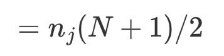 = n_j(N + 1)/2